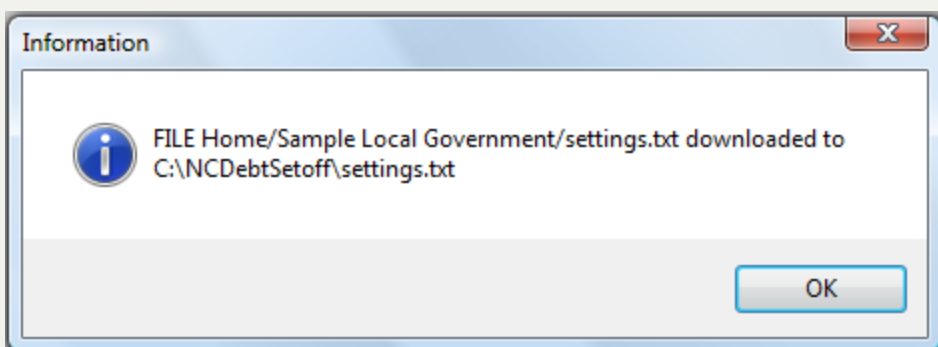 Information
FILE Home/Sample Local Government/settings.txt downloaded to
C:\NCDebtSetoff\settings.txt
OK